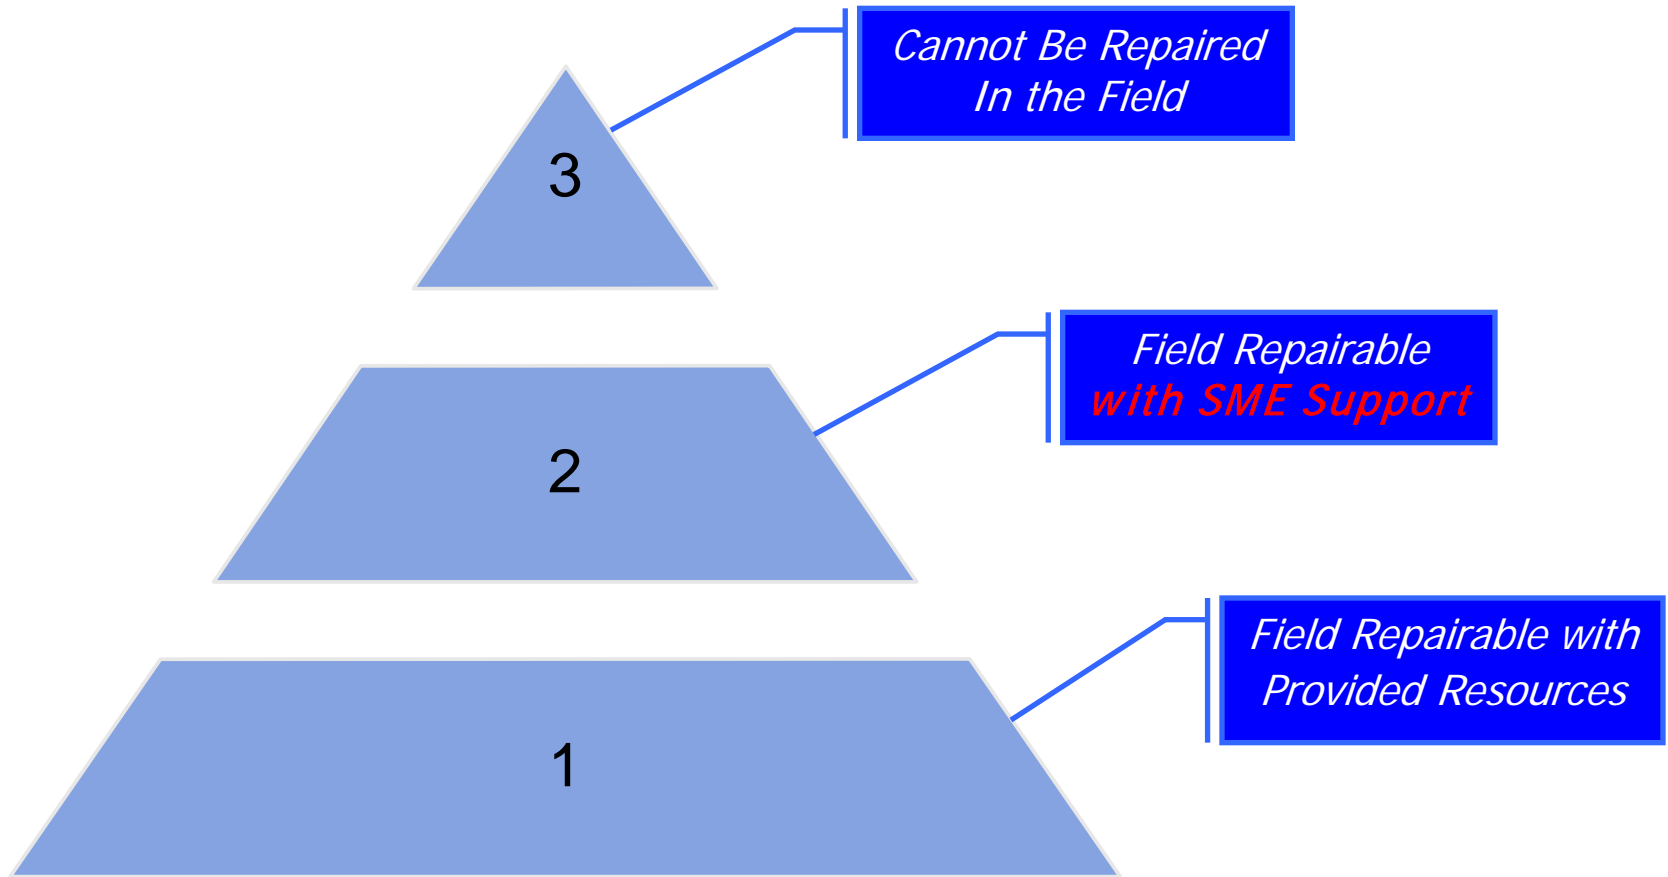 Cannot Be Repaired
In the Field
3
Field Repairable
with SME Support
2
Field Repairable with
Provided Resources
1